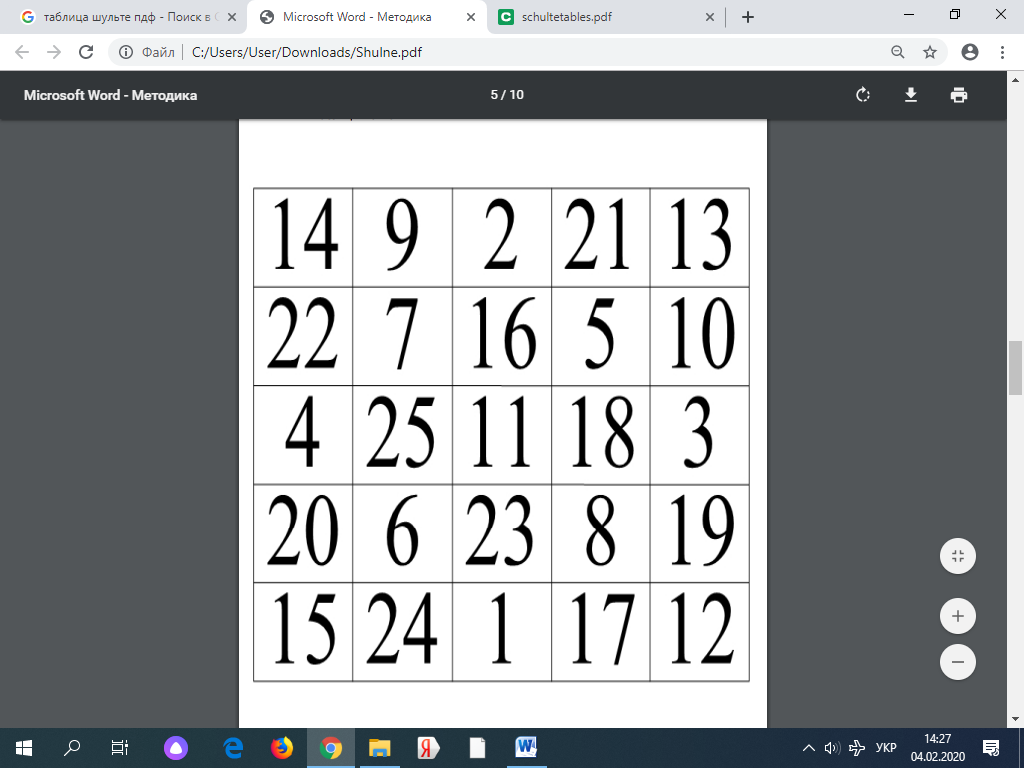 таблица шульте пдф - Поиск в
Microsoft Word - Методика
schultetables.pdf
Файл
C:/Users/User/Downloads/Shulne.pdf
Microsoft Word - Методика
5 / 10
14 9 2 21 13
22 7 16 5 10
4 25 11 18 3
20 6 23 8 19
15 24 1 17 12
УКР
14:27
04.02.2020